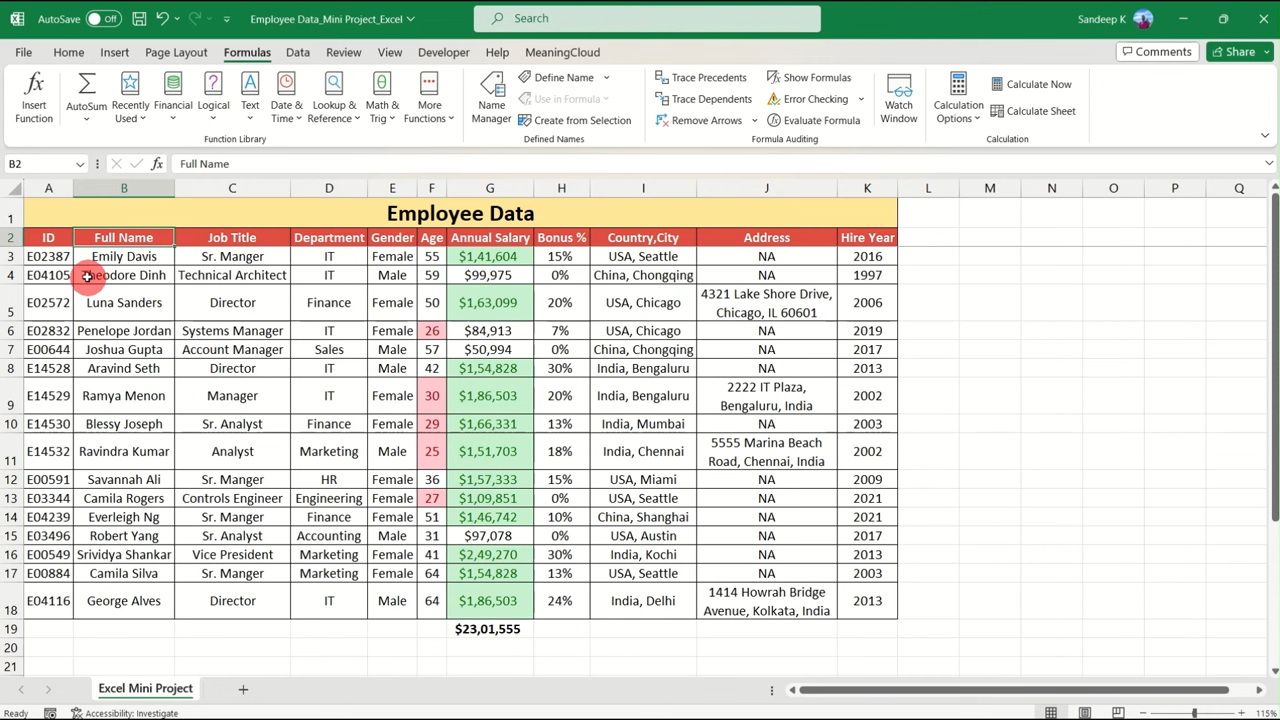 AutoSave Off Employee Data_Mini Project_Excel Search Sandeep K
File Home Insert Page Layout Formulas Data Review View Developer Help MeaningCloud Comments Share
Insert Function
AutoSum
Recently Used
Financial
Logical
Text
Date & Time
Lookup & Reference
Math & Trig
More Functions
Function Library
Name Manager
Define Name
Use in Formula
Create from Selection
Defined Names
Trace Precedents
Trace Dependents
Remove Arrows
Show Formulas
Error Checking
Evaluate Formula
Formula Auditing
Watch Window
Calculation Options
Calculate Now
Calculate Sheet
Calculation
B2 fx Full Name
A B C D E F G H I J K L M N O P Q
1 Employee Data
2 ID Full Name Job Title Department Gender Age Annual Salary Bonus % Country,City Address Hire Year
3 E02387 Emily Davis Sr. Manger IT Female 55 $1,41,604 15% USA, Seattle NA 2016
4 E04105 Theodore Dinh Technical Architect IT Male 59 $99,975 0% China, Chongqing NA 1997
5 E02572 Luna Sanders Director Finance Female 50 $1,63,099 20% USA, Chicago 4321 Lake Shore Drive, Chicago, IL 60601 2006
6 E02832 Penelope Jordan Systems Manager IT Female 26 $84,913 7% USA, Chicago NA 2019
7 E00644 Joshua Gupta Account Manager Sales Male 57 $50,994 0% China, Chongqing NA 2017
8 E14528 Aravind Seth Director IT Male 42 $1,54,828 30% India, Bengaluru NA 2013
9 E14529 Ramya Menon Manager IT Female 30 $1,86,503 20% India, Bengaluru 2222 IT Plaza, Bengaluru, India 2002
10 E14530 Blessy Joseph Sr. Analyst Finance Female 29 $1,66,331 13% India, Mumbai NA 2003
11 E14532 Ravindra Kumar Analyst Marketing Male 25 $1,51,703 18% India, Chennai 5555 Marina Beach Road, Chennai, India 2002
12 E00591 Savannah Ali Sr. Manger HR Female 36 $1,57,333 15% USA, Miami NA 2009
13 E03344 Camila Rogers Controls Engineer Engineering Female 27 $1,09,851 0% USA, Seattle NA 2021
14 E04239 Everleigh Ng Sr. Manger Finance Female 51 $1,46,742 10% China, Shanghai NA 2021
15 E03496 Robert Yang Sr. Analyst Accounting Male 31 $97,078 0% USA, Austin NA 2017
16 E00549 Srividya Shankar Vice President Marketing Female 41 $2,49,270 30% India, Kochi NA 2013
17 E00884 Camila Silva Sr. Manger Marketing Female 64 $1,54,828 13% USA, Seattle NA 2003
18 E04116 George Alves Director IT Male 64 $1,86,503 24% India, Delhi 1414 Howrah Bridge Avenue, Kolkata, India 2013
19 $23,01,555
20
21
Excel Mini Project
Ready Accessibility: Investigate 115%